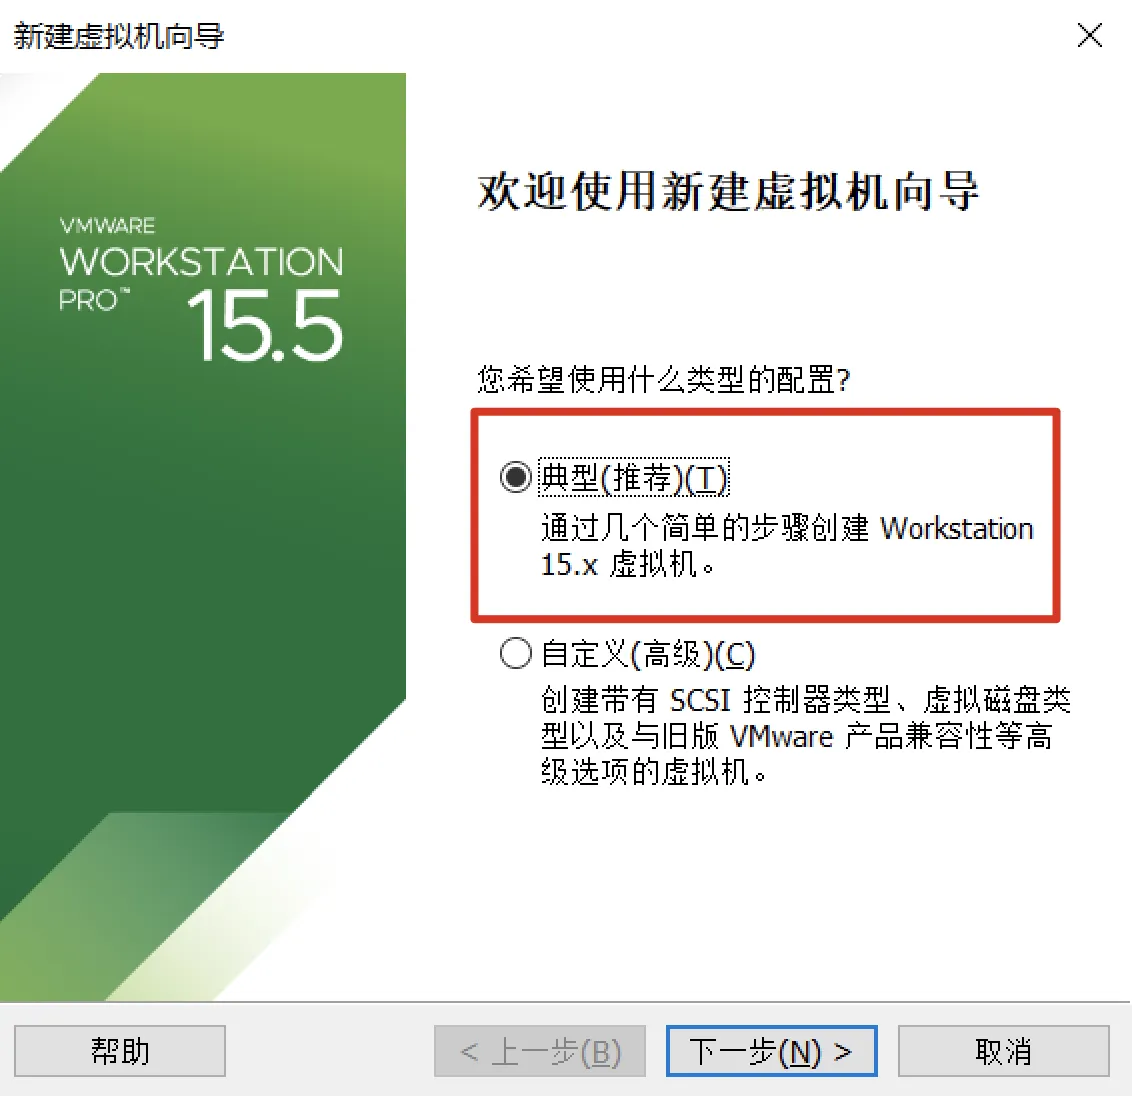 新建虚拟机向导
VMWARE
WORKSTATION
PRO™
15.5
欢迎使用新建虚拟机向导
您希望使用什么类型的配置?
典型(推荐)(T)
通过几个简单的步骤创建 Workstation
15.x 虚拟机。
自定义(高级)(C)
创建带有 SCSI 控制器类型、虚拟磁盘类
型以及与旧版 VMware 产品兼容性等高
级选项的虚拟机。
帮助
< 上一步(B)
下一步(N) >
取消